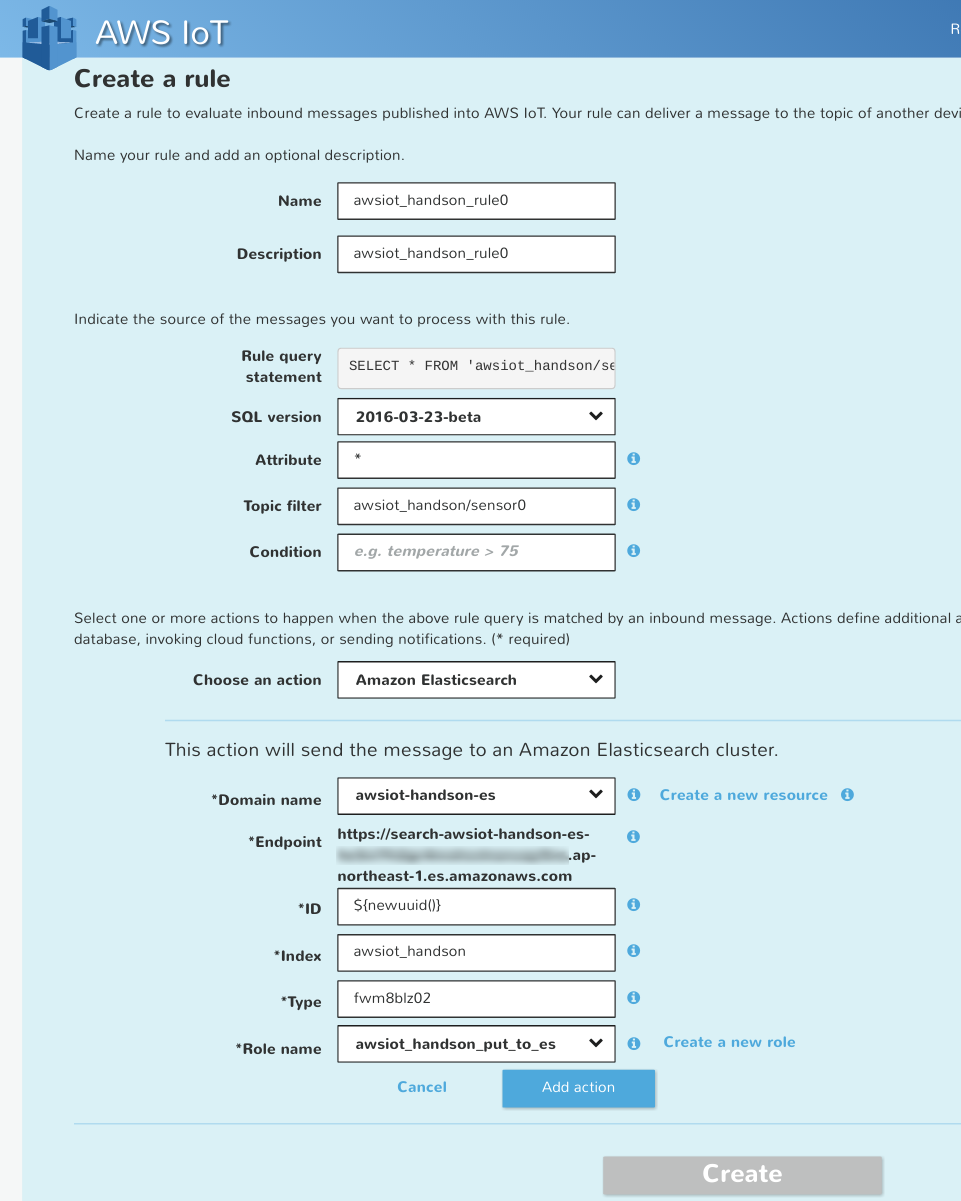 AWS IoT
R
Create a rule
Create a rule to evaluate inbound messages published into AWS IoT. Your rule can deliver a message to the topic of another devi
Name your rule and add an optional description.
Name awsiot_handson_rule0
Description awsiot_handson_rule0
Indicate the source of the messages you want to process with this rule.
Rule query
statement SELECT * FROM 'awsiot_handson/se
SQL version 2016-03-23-beta
Attribute *
Topic filter awsiot_handson/sensor0
Condition e.g. temperature > 75
Select one or more actions to happen when the above rule query is matched by an inbound message. Actions define additional a
database, invoking cloud functions, or sending notifications. (* required)
Choose an action Amazon Elasticsearch
This action will send the message to an Amazon Elasticsearch cluster.
*Domain name awsiot-handson-es Create a new resource
*Endpoint https://search-awsiot-handson-es-
.ap-
northeast-1.es.amazonaws.com
*ID ${newuuid()}
*Index awsiot_handson
*Type fwm8blz02
*Role name awsiot_handson_put_to_es Create a new role
Cancel Add action
Create